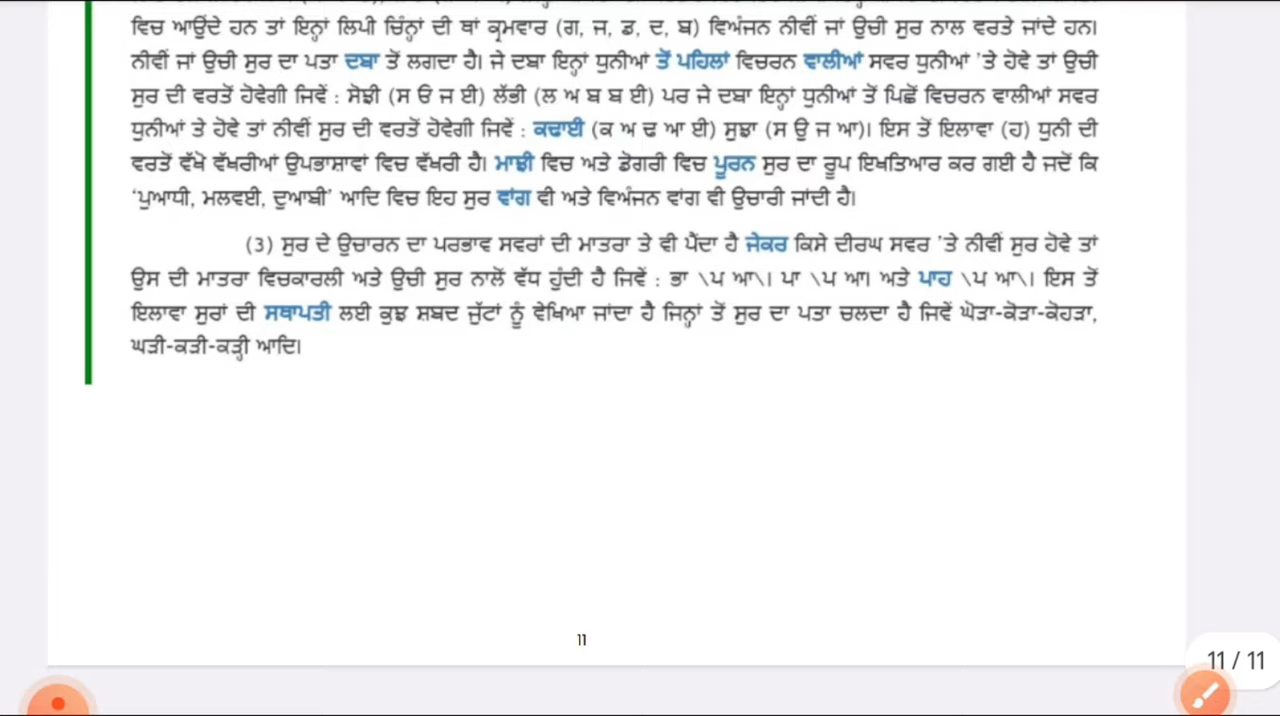 ਵਿਚ ਆਉਂਦੇ ਹਨ ਤਾਂ ਇਨ੍ਹਾਂ ਲਿਪੀ ਚਿੰਨ੍ਹਾਂ ਦੀ ਥਾਂ ਕ੍ਰਮਵਾਰ (ਗ, ਜ, ਡ, ਦ, ਬ) ਵਿਅੰਜਨ ਨੀਵੀਂ ਜਾਂ ਉਚੀ ਸੁਰ ਨਾਲ ਵਰਤੇ ਜਾਂਦੇ ਹਨ।
ਨੀਵੀਂ ਜਾਂ ਉਚੀ ਸੁਰ ਦਾ ਪਤਾ ਦਬਾ ਤੋਂ ਲਗਦਾ ਹੈ। ਜੇ ਦਬਾ ਇਨ੍ਹਾਂ ਧੁਨੀਆਂ ਤੋਂ ਪਹਿਲਾਂ ਵਿਚਰਨ ਵਾਲੀਆਂ ਸਵਰ ਧੁਨੀਆਂ 'ਤੇ ਹੋਵੇ ਤਾਂ ਉਚੀ
ਸੁਰ ਦੀ ਵਰਤੋਂ ਹੋਵੇਗੀ ਜਿਵੇਂ : ਸੋਝੀ (ਸ ਓ ਜ ਈ) ਲੱਭੀ (ਲ ਅ ਬ ਬ ਈ) ਪਰ ਜੇ ਦਬਾ ਇਨ੍ਹਾਂ ਧੁਨੀਆਂ ਤੋਂ ਪਿਛੋਂ ਵਿਚਰਨ ਵਾਲੀਆਂ ਸਵਰ
ਧੁਨੀਆਂ ਤੇ ਹੋਵੇ ਤਾਂ ਨੀਵੀਂ ਸੁਰ ਦੀ ਵਰਤੋਂ ਹੋਵੇਗੀ ਜਿਵੇਂ : ਕਢਾਈ (ਕ ਅ ਢ ਆ ਈ) ਸੁਝਾ (ਸ ਉ ਜ ਆ)। ਇਸ ਤੋਂ ਇਲਾਵਾ (ਹ) ਧੁਨੀ ਦੀ
ਵਰਤੋਂ ਵੱਖੋ ਵੱਖਰੀਆਂ ਉਪਭਾਸ਼ਾਵਾਂ ਵਿਚ ਵੱਖਰੀ ਹੈ। ਮਾਝੀ ਵਿਚ ਅਤੇ ਡੋਗਰੀ ਵਿਚ ਪੂਰਨ ਸੁਰ ਦਾ ਰੂਪ ਇਖਤਿਆਰ ਕਰ ਗਈ ਹੈ ਜਦੋਂ ਕਿ
'ਪੁਆਧੀ, ਮਲਵਈ, ਦੁਆਬੀ' ਆਦਿ ਵਿਚ ਇਹ ਸੁਰ ਵਾਂਗ ਵੀ ਅਤੇ ਵਿਅੰਜਨ ਵਾਂਗ ਵੀ ਉਚਾਰੀ ਜਾਂਦੀ ਹੈ।
(3) ਸੁਰ ਦੇ ਉਚਾਰਨ ਦਾ ਪਰਭਾਵ ਸਵਰਾਂ ਦੀ ਮਾਤਰਾ ਤੇ ਵੀ ਪੈਂਦਾ ਹੈ ਜੇਕਰ ਕਿਸੇ ਦੀਰਘ ਸਵਰ 'ਤੇ ਨੀਵੀਂ ਸੁਰ ਹੋਵੇ ਤਾਂ
ਉਸ ਦੀ ਮਾਤਰਾ ਵਿਚਕਾਰਲੀ ਅਤੇ ਉਚੀ ਸੁਰ ਨਾਲੋਂ ਵੱਧ ਹੁੰਦੀ ਹੈ ਜਿਵੇਂ : ਭਾ \ਪ ਆ\। ਪਾ \ਪ ਆ। ਅਤੇ ਪਾਹ \ਪ ਆ\। ਇਸ ਤੋਂ
ਇਲਾਵਾ ਸੁਰਾਂ ਦੀ ਸਥਾਪਤੀ ਲਈ ਕੁਝ ਸ਼ਬਦ ਜੁੱਟਾਂ ਨੂੰ ਵੇਖਿਆ ਜਾਂਦਾ ਹੈ ਜਿਨ੍ਹਾਂ ਤੋਂ ਸੁਰ ਦਾ ਪਤਾ ਚਲਦਾ ਹੈ ਜਿਵੇਂ ਘੋੜਾ-ਕੋੜਾ-ਕੋਹੜਾ,
ਘੜੀ-ਕੜੀ-ਕੜ੍ਹੀ ਆਦਿ।
11
11 / 11